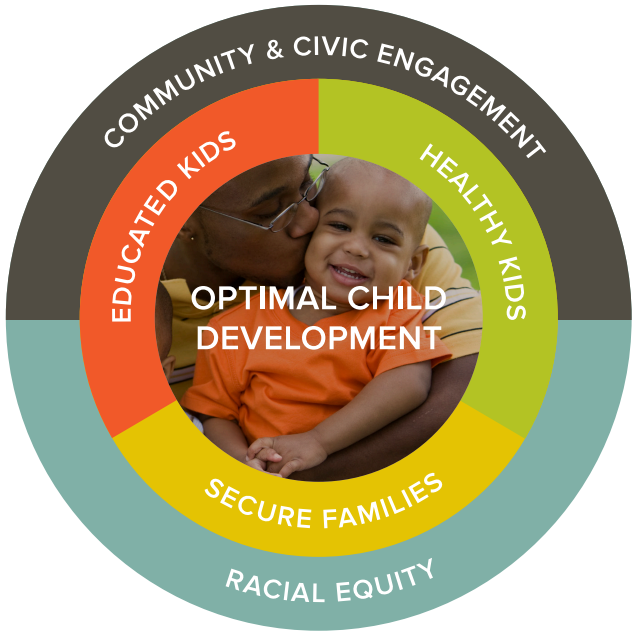 COMMUNITY & CIVIC ENGAGEMENT
EDUCATED KIDS
HEALTHY KIDS
OPTIMAL CHILD
DEVELOPMENT
SECURE FAMILIES
RACIAL EQUITY